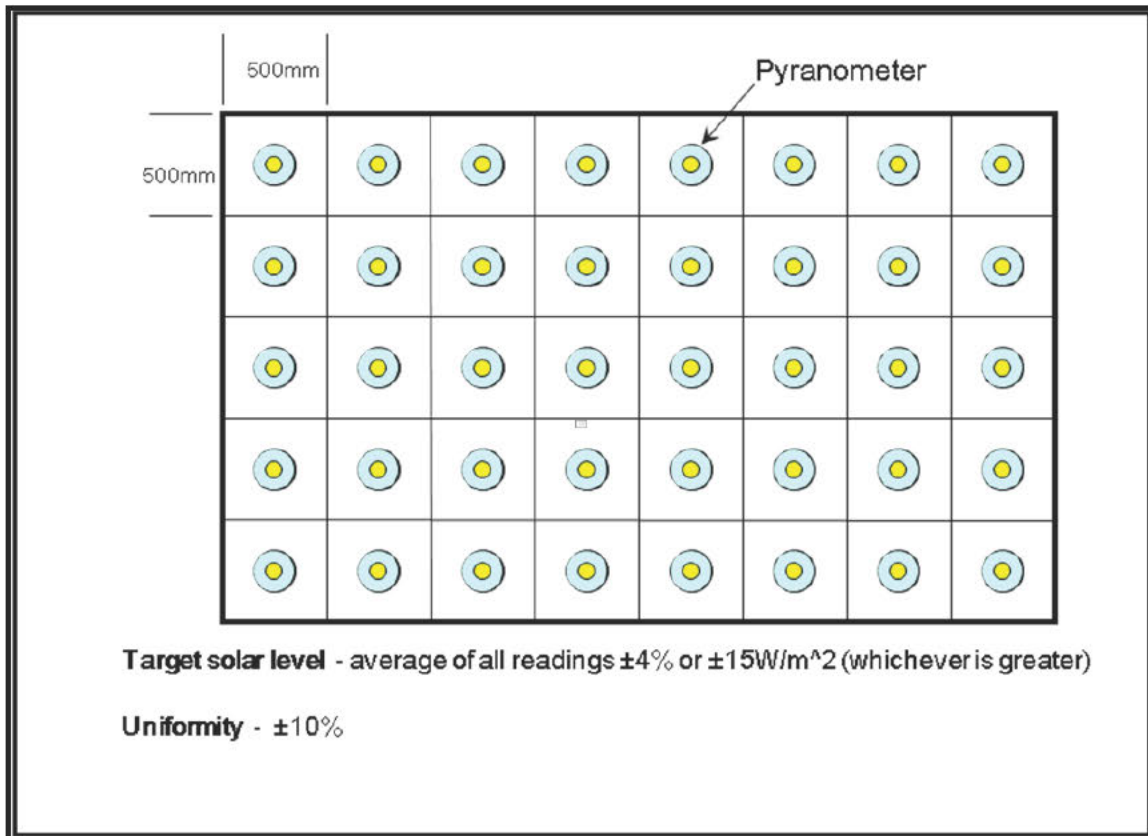 500mm
Pyranometer
500mm
Target solar level - average of all readings ±4% or ±15W/m^2 (whichever is greater)
Uniformity - ±10%